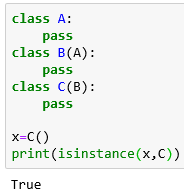 class A:
    pass
class B(A):
    pass
class C(B):
    pass

x=C()
print(isinstance(x,C))
True